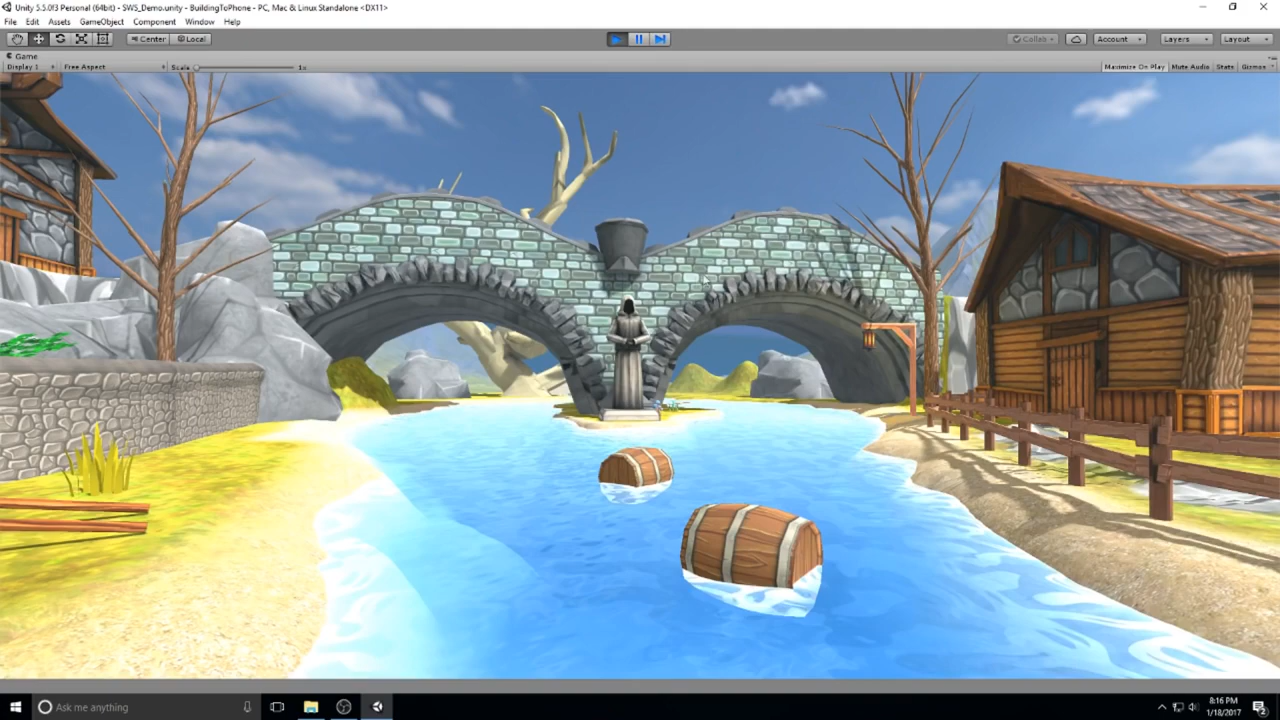 Unity 5.5.0f3 Personal (64bit) - SWS_Demo.unity - BuildingToPhone - PC, Mac & Linux Standalone <DX11>
File Edit Assets GameObject Component Window Help
Center Local Collab Account Layers Layout
Game
Display 1 Free Aspect Scale 1x Maximize On Play Mute Audio Stats Gizmos
Ask me anything
8:16 PM
1/18/2017
2